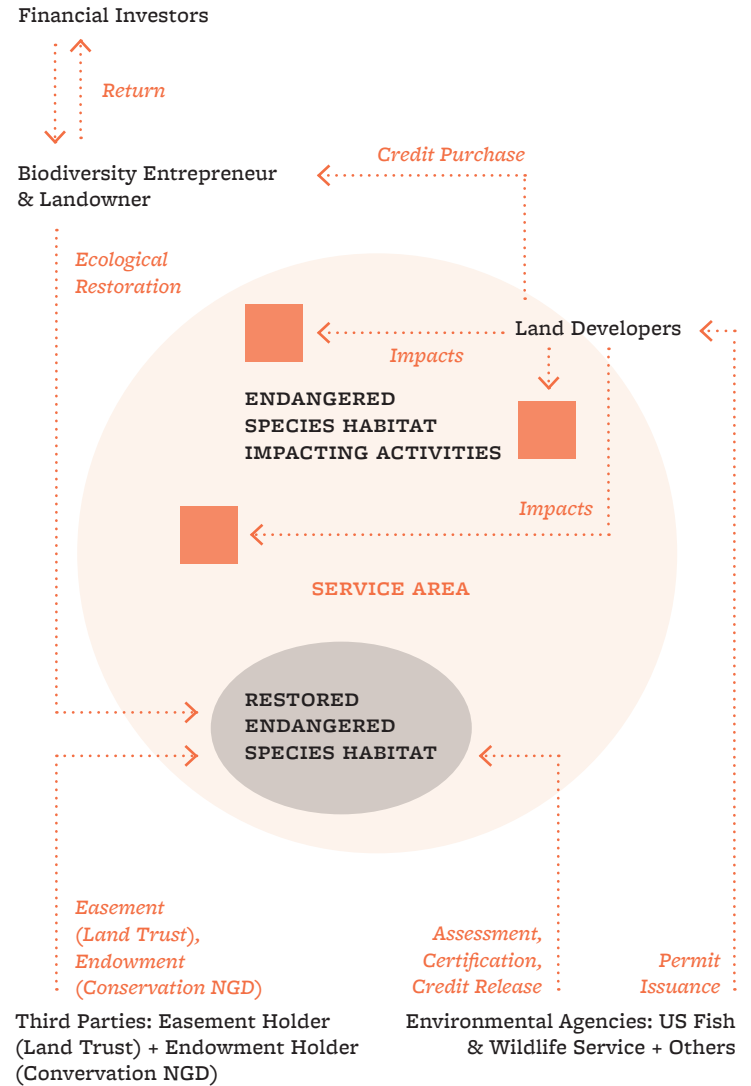 Financial Investors
Return
Credit Purchase
Biodiversity Entrepreneur
& Landowner
Ecological
Restoration
Land Developers
Impacts
ENDANGERED
SPECIES HABITAT
IMPACTING ACTIVITIES
Impacts
SERVICE AREA
RESTORED
ENDANGERED
SPECIES HABITAT
Easement
(Land Trust),
Endowment
(Conservation NGD)
Assessment,
Certification,
Credit Release
Permit
Issuance
Third Parties: Easement Holder
(Land Trust) + Endowment Holder
(Convervation NGD)
Environmental Agencies: US Fish
& Wildlife Service + Others